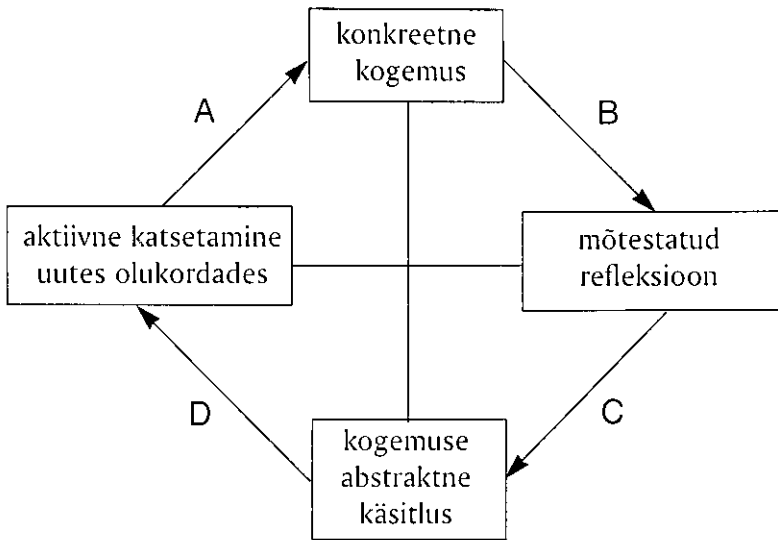 konkreetne
kogemus
A
B
aktiivne katsetamine
uutes olukordades
mõtestatud
refleksioon
D
C
kogemuse
abstraktne
käsitlus